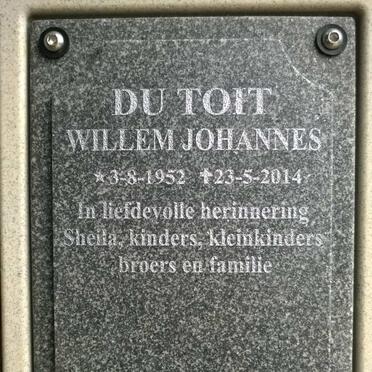 DU TOIT
WILLEM JOHANNES
*3-8-1952 ✝23-5-2014
In liefdevolle herinnering
Sheila, kinders, kleinkinders
broers en familie